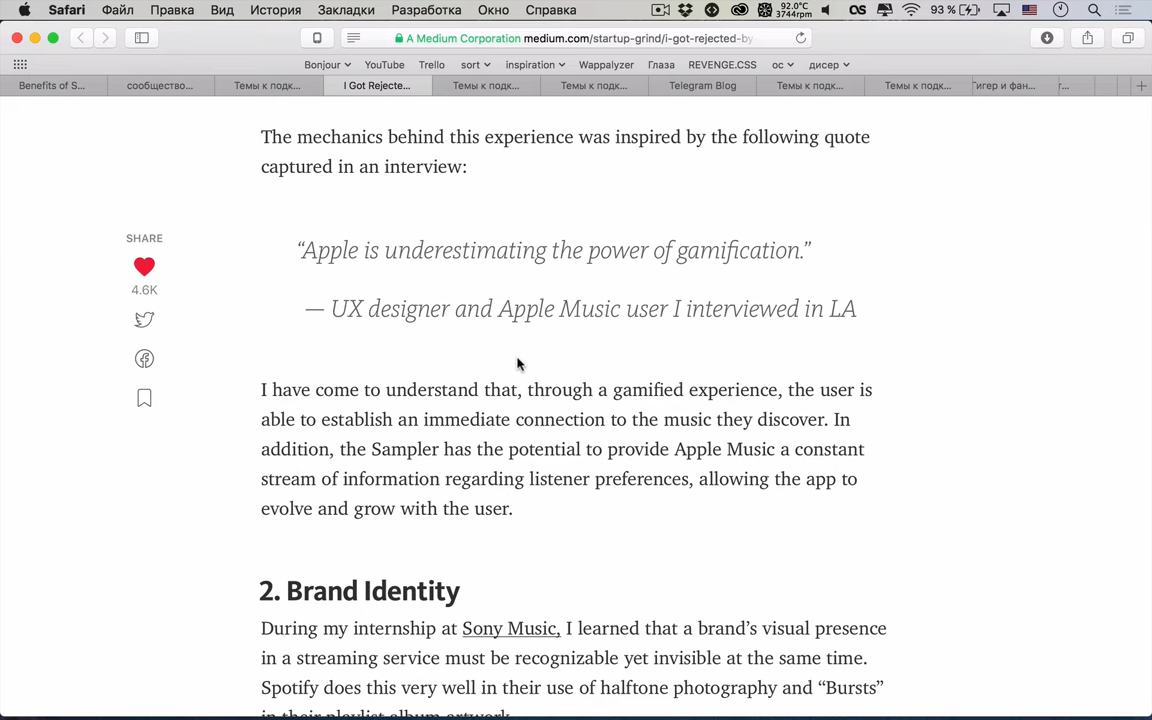 Safari Файл Правка Вид История Закладки Разработка Окно Справка 92.0°C 3744rpm 93 %
A Medium Corporation medium.com/startup-grind/i-got-rejected-by
Bonjour YouTube Trello sort inspiration Wappalyzer Глаза REVENGE.CSS ос дисер
Benefits of S... сообщество... Темы к подк... I Got Rejecte... Темы к подк... Темы к подк... Telegram Blog Темы к подк... Темы к подк... Гигер и фан...
The mechanics behind this experience was inspired by the following quote
captured in an interview:
SHARE
4.6K
“Apple is underestimating the power of gamification.”
— UX designer and Apple Music user I interviewed in LA
I have come to understand that, through a gamified experience, the user is
able to establish an immediate connection to the music they discover. In
addition, the Sampler has the potential to provide Apple Music a constant
stream of information regarding listener preferences, allowing the app to
evolve and grow with the user.
2. Brand Identity
During my internship at Sony Music, I learned that a brand’s visual presence
in a streaming service must be recognizable yet invisible at the same time.
Spotify does this very well in their use of halftone photography and “Bursts”
in their playlist album artwork.